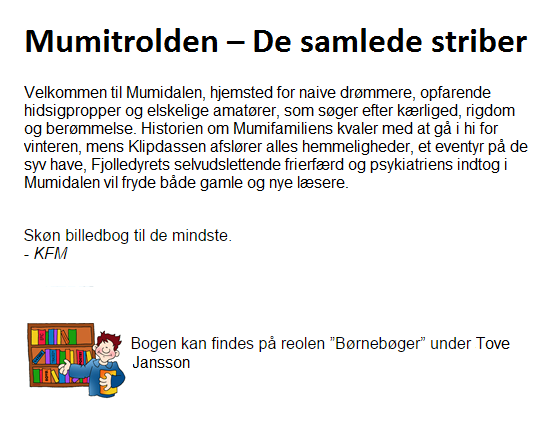 Mumitrolden – De samlede striber
Velkommen til Mumidalen, hjemsted for naive drømmere, opfarende
hidsigpropper og elskelige amatører, som søger efter kærliged, rigdom
og berømmelse. Historien om Mumifamiliens kvaler med at gå i hi for
vinteren, mens Klipdassen afslører alles hemmeligheder, et eventyr på de
syv have, Fjolledyrets selvudslettende frierfærd og psykiatriens indtog i
Mumidalen vil fryde både gamle og nye læsere.
Skøn billedbog til de mindste.
- KFM
Bogen kan findes på reolen ”Børnebøger” under Tove
Jansson